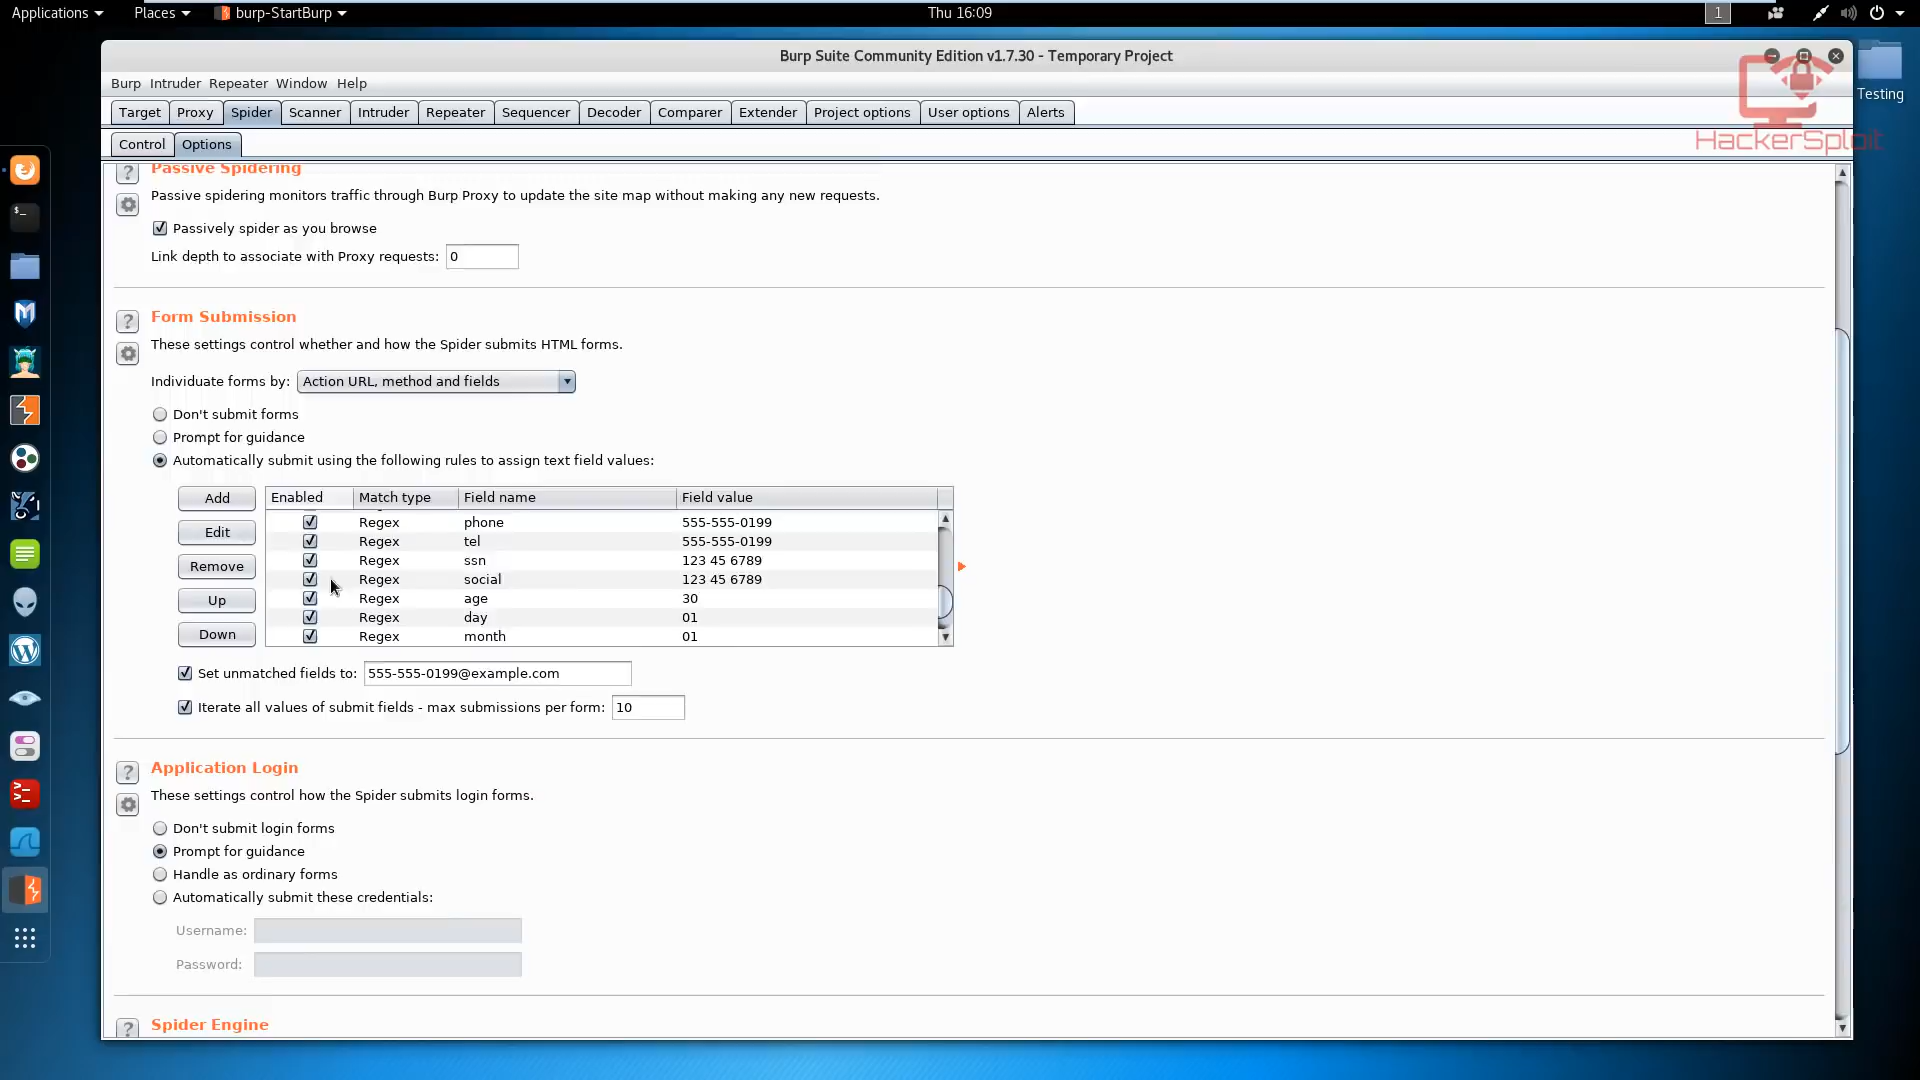 Applications Places burp-StartBurp Thu 16:09 1
Burp Suite Community Edition v1.7.30 - Temporary Project
Testing
Burp Intruder Repeater Window Help
Target Proxy Spider Scanner Intruder Repeater Sequencer Decoder Comparer Extender Project options User options Alerts
HackerSploit
Control Options
Passive Spidering
Passive spidering monitors traffic through Burp Proxy to update the site map without making any new requests.
Passively spider as you browse
Link depth to associate with Proxy requests: 0
Form Submission
These settings control whether and how the Spider submits HTML forms.
Individuate forms by: Action URL, method and fields
Don't submit forms
Prompt for guidance
Automatically submit using the following rules to assign text field values:
Add Enabled Match type Field name Field value
Regex phone 555-555-0199
Edit Regex tel 555-555-0199
Regex ssn 123 45 6789
Remove Regex social 123 45 6789
Up Regex age 30
Regex day 01
Down Regex month 01
Set unmatched fields to: 555-555-0199@example.com
Iterate all values of submit fields - max submissions per form: 10
Application Login
These settings control how the Spider submits login forms.
Don't submit login forms
Prompt for guidance
Handle as ordinary forms
Automatically submit these credentials:
Username:
Password:
Spider Engine